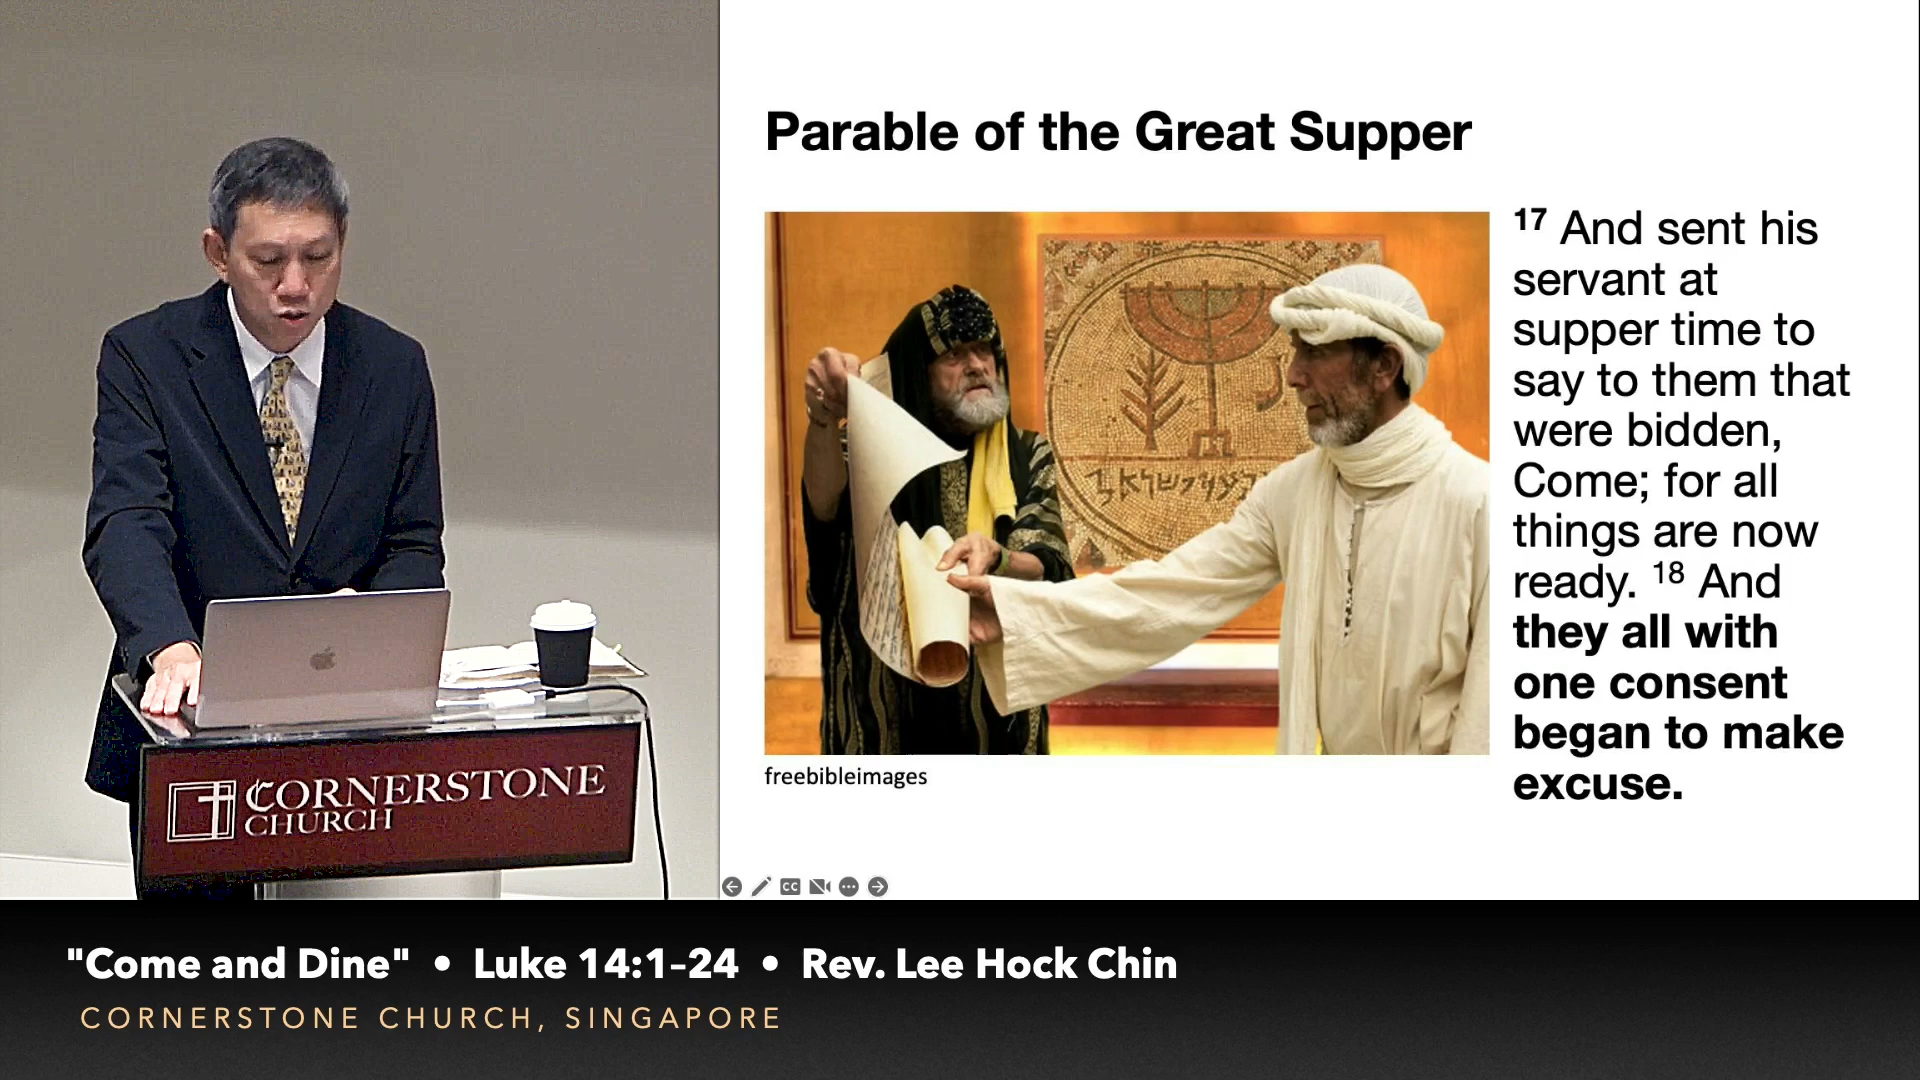 Parable of the Great Supper
17 And sent his
servant at
supper time to
say to them that
were bidden,
Come; for all
things are now
ready. 18 And
they all with
one consent
began to make
excuse.
freebibleimages
CORNERSTONE
CHURCH
CC
"Come and Dine" • Luke 14:1–24 • Rev. Lee Hock Chin
CORNERSTONE CHURCH, SINGAPORE